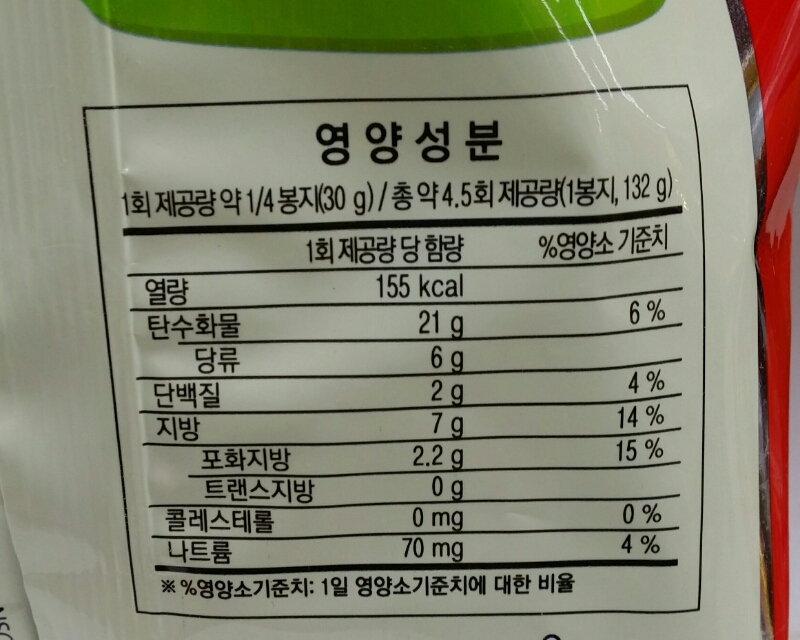 영양성분
1회 제공량 약 1/4 봉지(30 g) / 총 약 4.5회 제공량(1봉지, 132 g)
1회 제공량 당 함량 %영양소 기준치
열량 155 kcal
탄수화물 21 g 6 %
당류 6 g
단백질 2 g 4 %
지방 7 g 14 %
포화지방 2.2 g 15 %
트랜스지방 0 g
콜레스테롤 0 mg 0 %
나트륨 70 mg 4 %
※ %영양소기준치: 1일 영양소기준치에 대한 비율